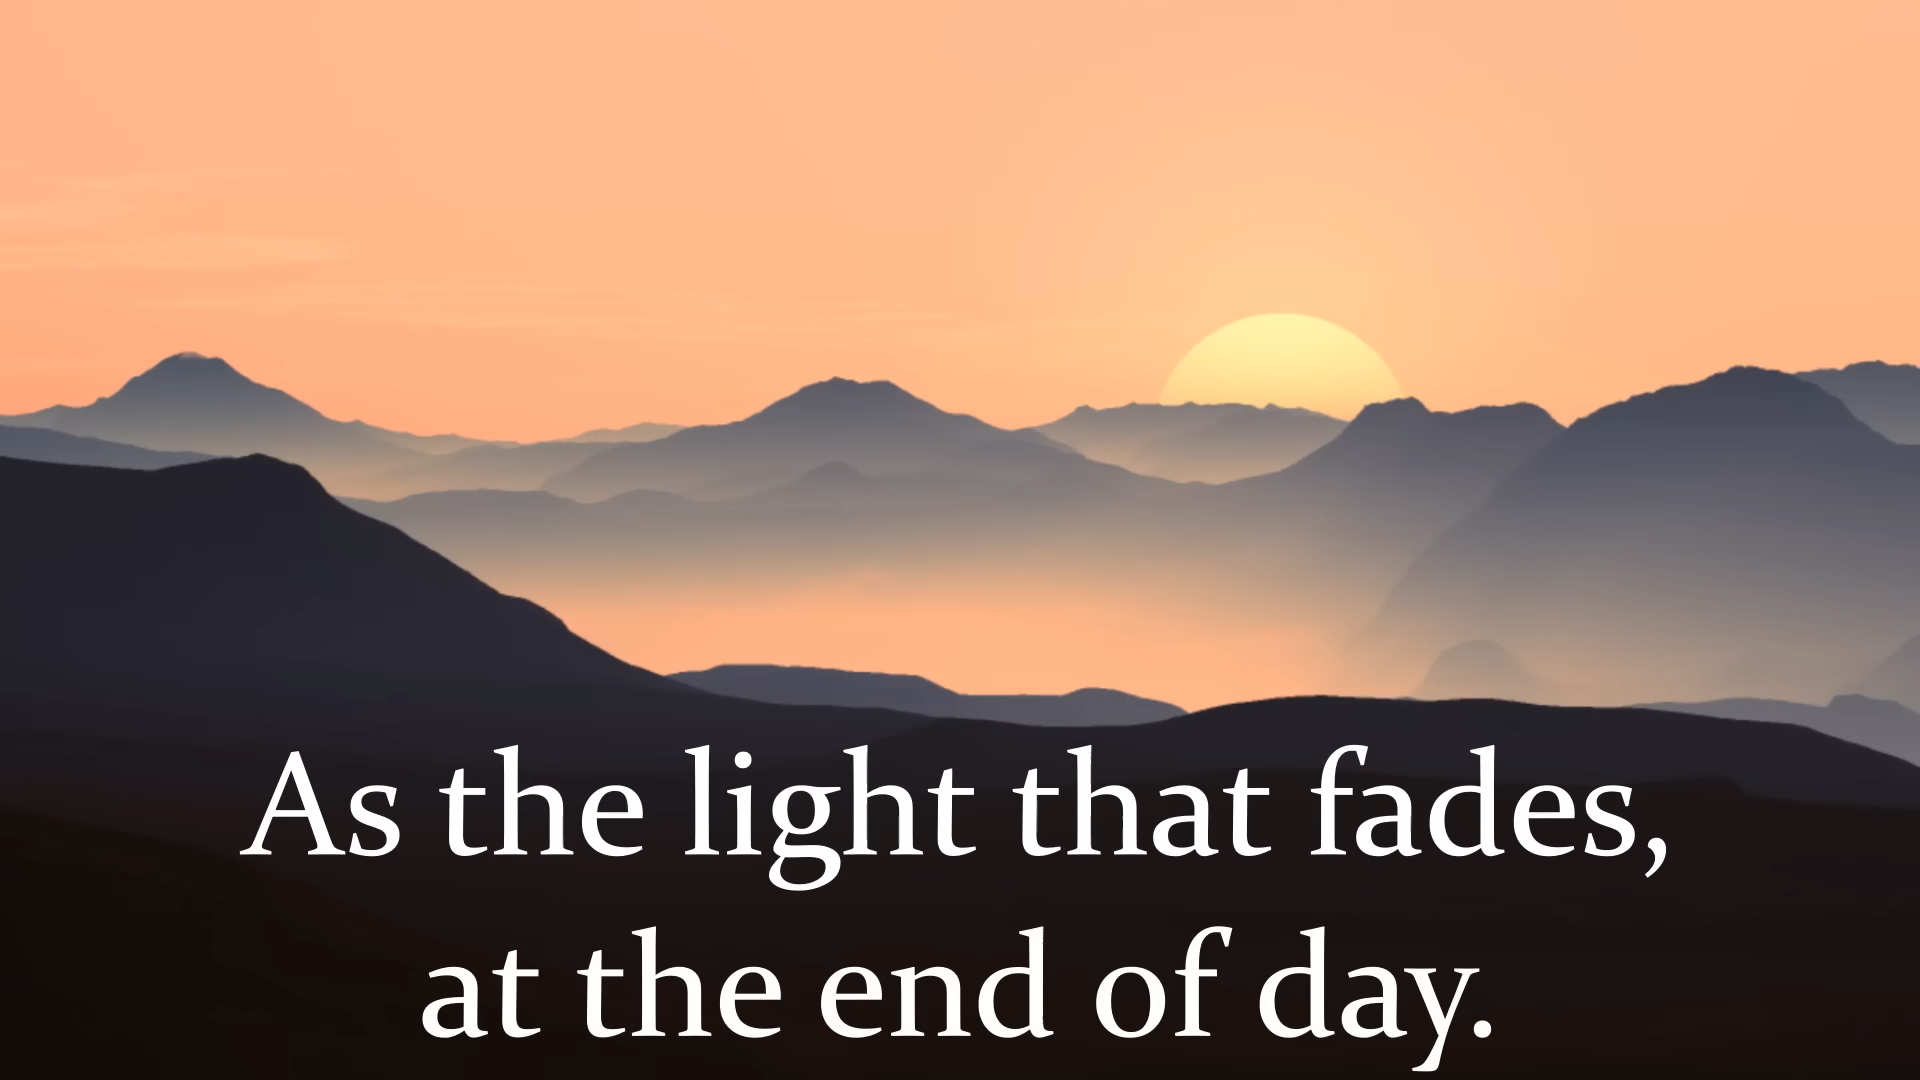 As the light that fades,
at the end of day.